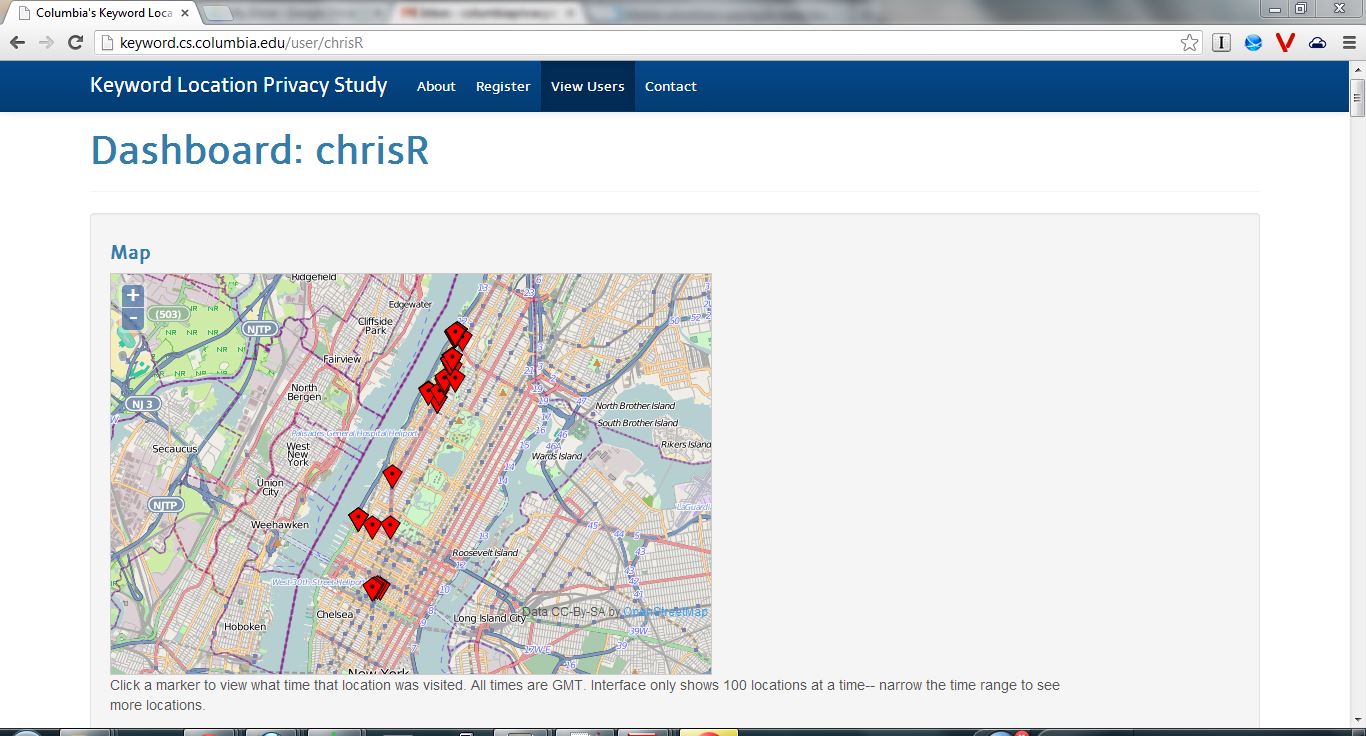 Columbia's Keyword Loca
keyword.cs.columbia.edu/user/chrisR
Keyword Location Privacy Study About Register View Users Contact
Dashboard: chrisR
Map
Ridgefield
Edgewater
Cliffside
Park
Fairview
North
Bergen
Secaucus
West
New
York
Union
City
Weehawken
Hoboken
Chelsea
New York
Palisades General Hospital Heliport
West 30th Street Heliport
North Brother Island
South Brother Island
Rikers Island
Wards Island
LaGuardia
Roosevelt Island
Long Island City
(503)
NJTP
NJ 3
NJTP
Data CC-By-SA by OpenStreetMap
Click a marker to view what time that location was visited. All times are GMT. Interface only shows 100 locations at a time-- narrow the time range to see
more locations.